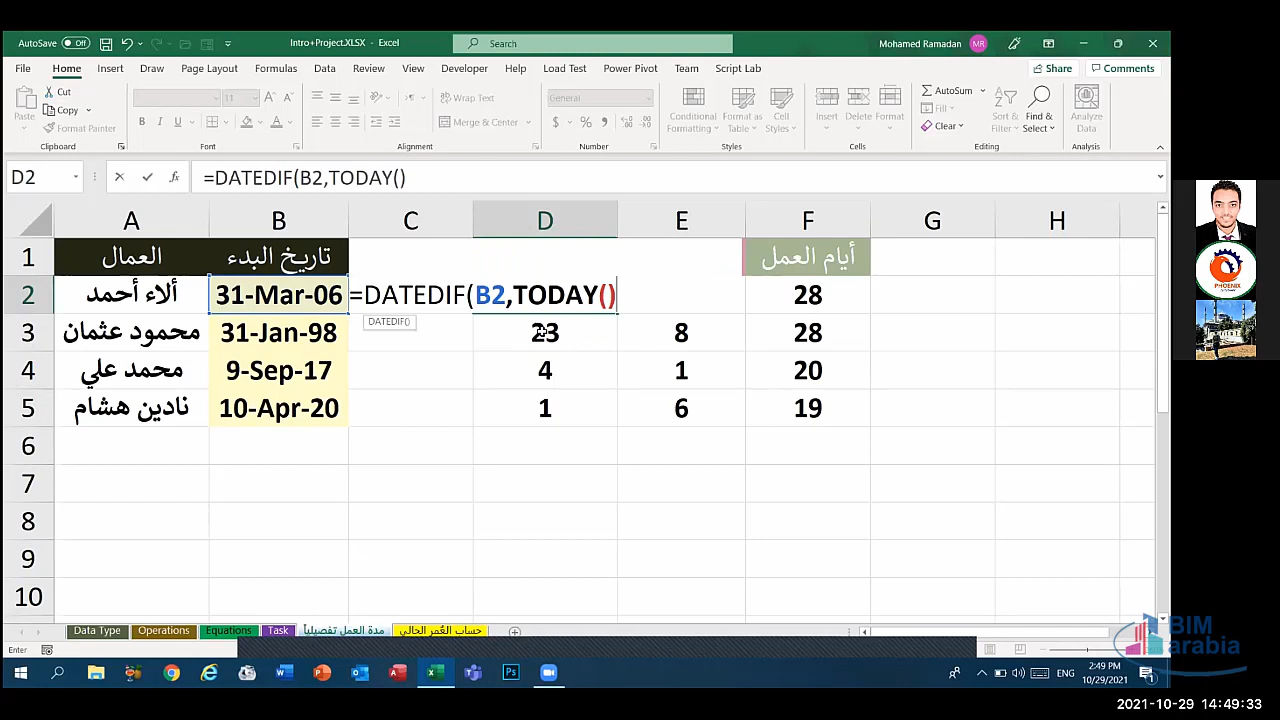 AutoSave Off Intro+Project.XLSX - Excel Search Mohamed Ramadan MR
File Home Insert Draw Page Layout Formulas Data Review View Developer Help Load Test Power Pivot Team Script Lab Share Comments
Cut
Copy
Format Painter
Paste
Clipboard
11
B I U
Font
Wrap Text
Merge & Center
Alignment
General
$ % ,
Number
Conditional Formatting
Format as Table
Cell Styles
Styles
Insert Delete Format
Cells
AutoSum
Fill
Clear
Sort & Filter
Find & Select
Editing
Analyze Data
Analysis
D2 fx =DATEDIF(B2,TODAY()
A B C D E F G H
1 العمال تاريخ البدء أيام العمل
2 ألاء أحمد 31-Mar-06 =DATEDIF(B2,TODAY() 28
DATEDIF()
3 محمود عثمان 31-Jan-98 23 8 28
4 محمد علي 9-Sep-17 4 1 20
5 نادين هشام 10-Apr-20 1 6 19
6
7
8
9
10
Data Type Operations Equations Task مدة العمل تفصيلياً حساب العُمر الحالي
Enter
ENG 2:49 PM
10/29/2021
PHOENIX
BIM
arabia
2021-10-29 14:49:33